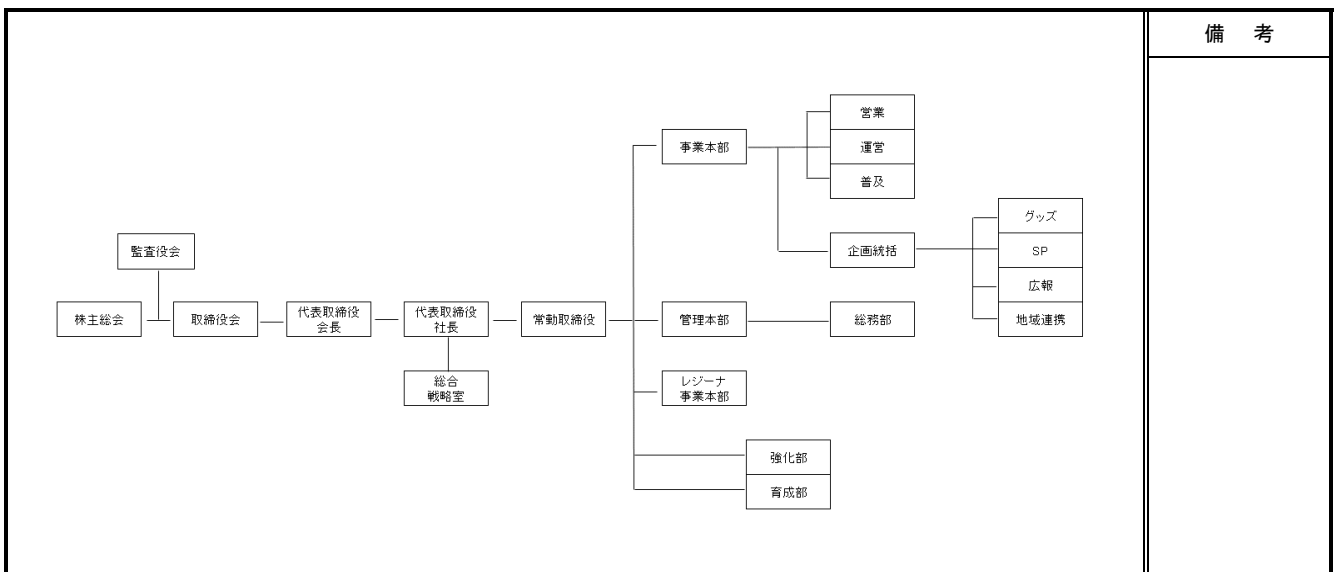 備 考
営業
事業本部
運営
普及
グッズ
監査役会
企画統括
SP
広報
株主総会
取締役会
代表取締役
会長
代表取締役
社長
常勤取締役
管理本部
総務部
地域連携
総合
戦略室
レジーナ
事業本部
強化部
育成部